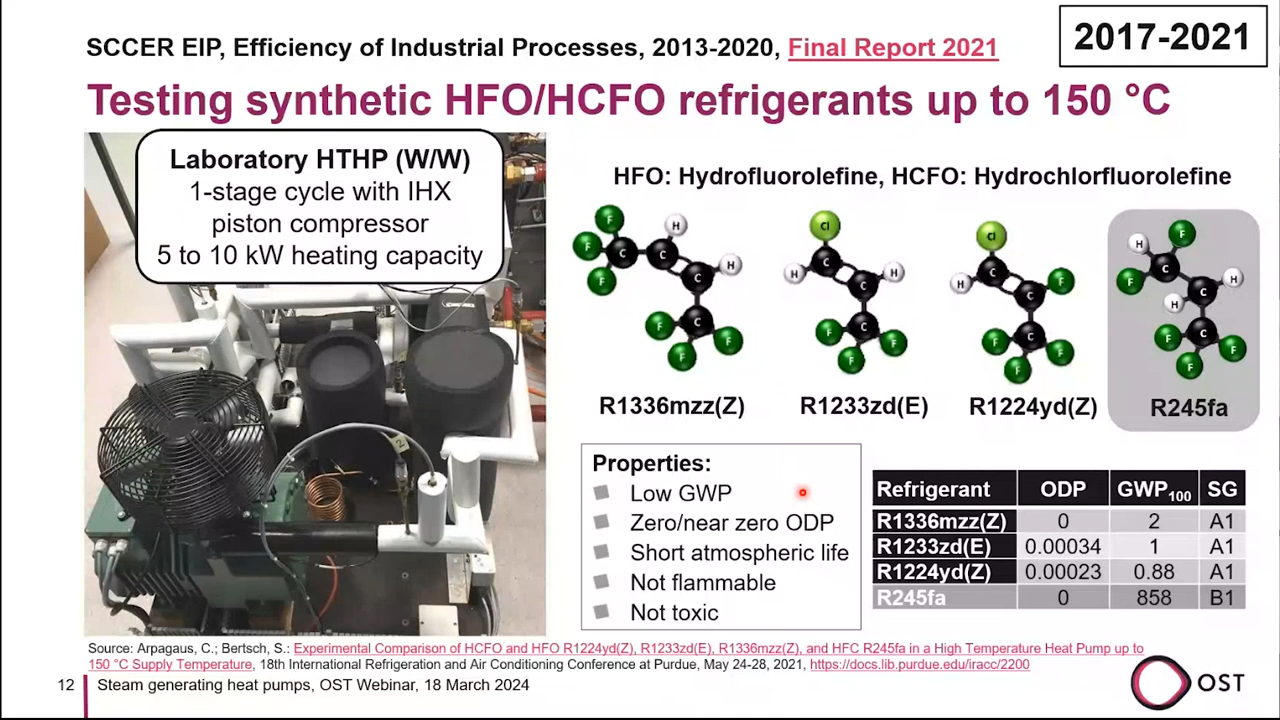 SCCER EIP, Efficiency of Industrial Processes, 2013-2020, Final Report 2021
2017-2021
Testing synthetic HFO/HCFO refrigerants up to 150 °C
Laboratory HTHP (W/W)
1-stage cycle with IHX
piston compressor
5 to 10 kW heating capacity
2
HFO: Hydrofluorolefine, HCFO: Hydrochlorfluorolefine
F H F C C H C F C F F F
Cl H C H C F C F F
Cl H C C F F C F F
H F F C H C H F C F F
R1336mzz(Z) R1233zd(E) R1224yd(Z) R245fa
Properties:
Low GWP
Zero/near zero ODP
Short atmospheric life
Not flammable
Not toxic
Refrigerant ODP GWP100 SG
R1336mzz(Z) 0 2 A1
R1233zd(E) 0.00034 1 A1
R1224yd(Z) 0.00023 0.88 A1
R245fa 0 858 B1
Source: Arpagaus, C.; Bertsch, S.: Experimental Comparison of HCFO and HFO R1224yd(Z), R1233zd(E), R1336mzz(Z), and HFC R245fa in a High Temperature Heat Pump up to
150 °C Supply Temperature, 18th International Refrigeration and Air Conditioning Conference at Purdue, May 24-28, 2021, https://docs.lib.purdue.edu/iracc/2200
12 Steam generating heat pumps, OST Webinar, 18 March 2024
OST